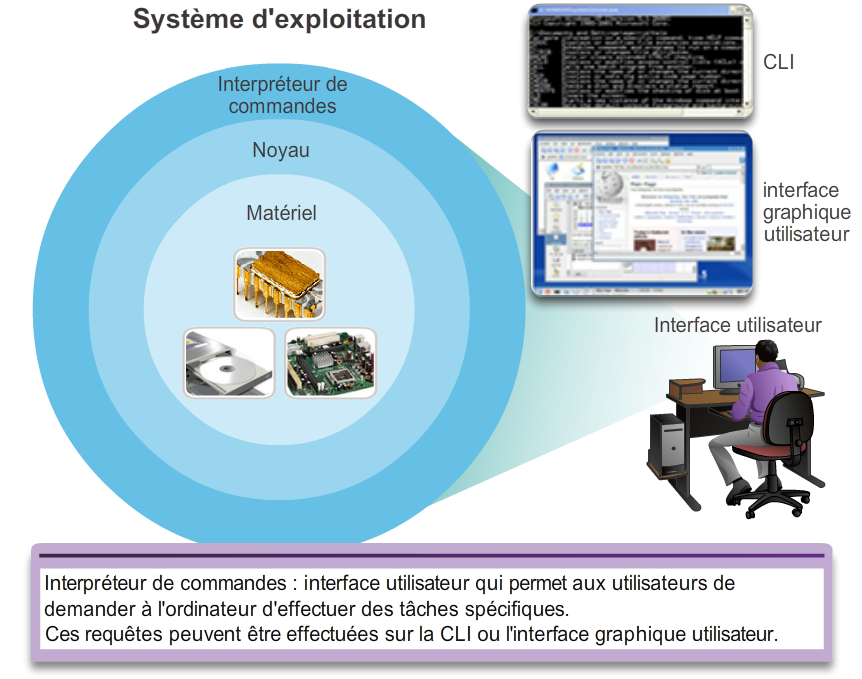 Système d'exploitation
Interpréteur de
commandes
Noyau
Matériel
CLI
interface
graphique
utilisateur
Interface utilisateur
Interpréteur de commandes : interface utilisateur qui permet aux utilisateurs de
demander à l'ordinateur d'effectuer des tâches spécifiques.
Ces requêtes peuvent être effectuées sur la CLI ou l'interface graphique utilisateur.